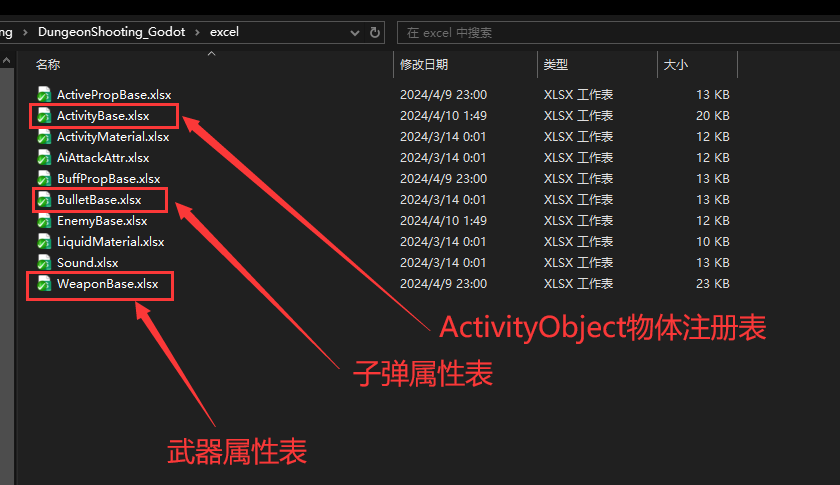 ng > DungeonShooting_Godot > excel
在 excel 中搜索
名称 修改日期 类型 大小
ActivePropBase.xlsx 2024/4/9 23:00 XLSX 工作表 13 KB
ActivityBase.xlsx 2024/4/10 1:49 XLSX 工作表 20 KB
ActivityMaterial.xlsx 2024/3/14 0:01 XLSX 工作表 12 KB
AiAttackAttr.xlsx 2024/3/14 0:01 XLSX 工作表 12 KB
BuffPropBase.xlsx 2024/4/9 23:00 XLSX 工作表 13 KB
BulletBase.xlsx 2024/3/14 0:01 XLSX 工作表 13 KB
EnemyBase.xlsx 2024/4/10 1:49 XLSX 工作表 12 KB
LiquidMaterial.xlsx 2024/3/14 0:01 XLSX 工作表 10 KB
Sound.xlsx 2024/3/14 0:01 XLSX 工作表 13 KB
WeaponBase.xlsx 2024/4/9 23:00 XLSX 工作表 23 KB
ActivityObject物体注册表
子弹属性表
武器属性表